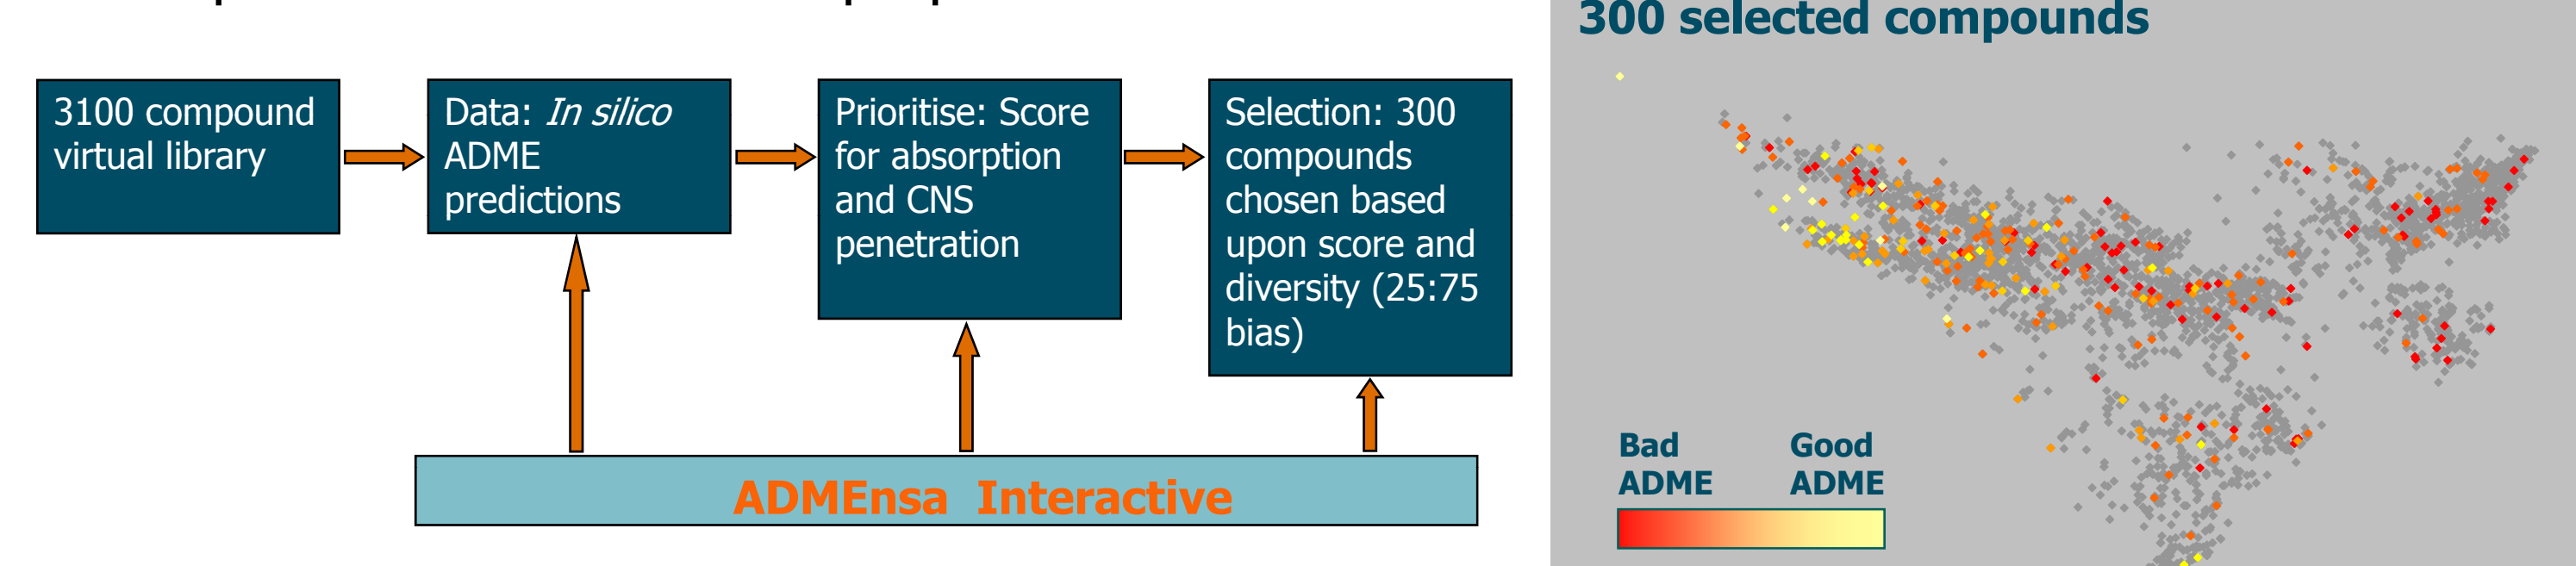 300 selected compounds
3100 compound
virtual library
Data: In silico
ADME
predictions
Prioritise: Score
for absorption
and CNS
penetration
Selection: 300
compounds
chosen based
upon score and
diversity (25:75
bias)
ADMEnsa Interactive
Bad
ADME
Good
ADME